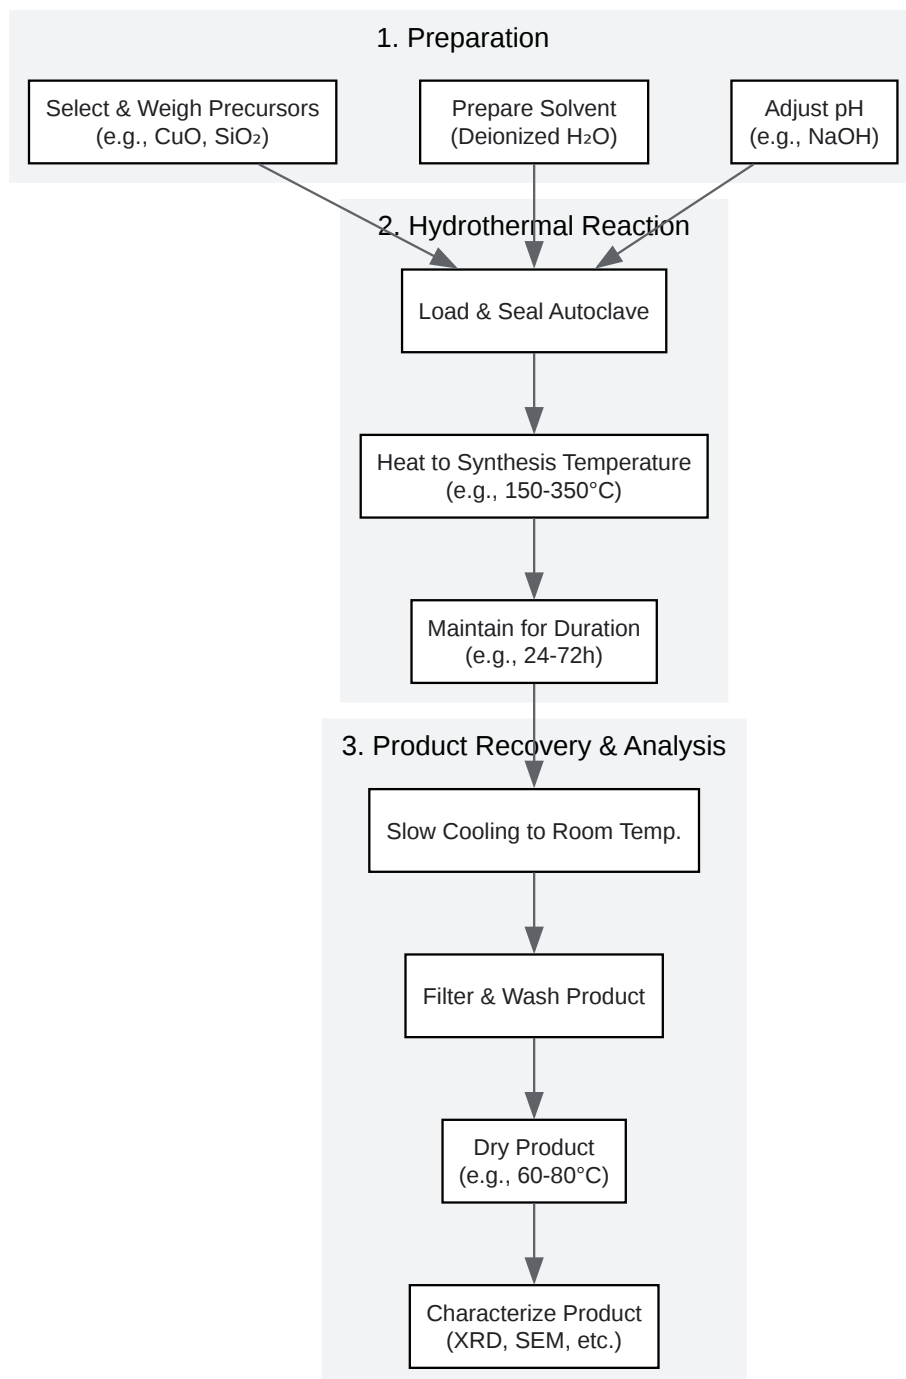 1. Preparation
Select & Weigh Precursors
(e.g., CuO, SiO₂)
Prepare Solvent
(Deionized H₂O)
Adjust pH
(e.g., NaOH)
2. Hydrothermal Reaction
Load & Seal Autoclave
Heat to Synthesis Temperature
(e.g., 150-350°C)
Maintain for Duration
(e.g., 24-72h)
3. Product Recovery & Analysis
Slow Cooling to Room Temp.
Filter & Wash Product
Dry Product
(e.g., 60-80°C)
Characterize Product
(XRD, SEM, etc.)